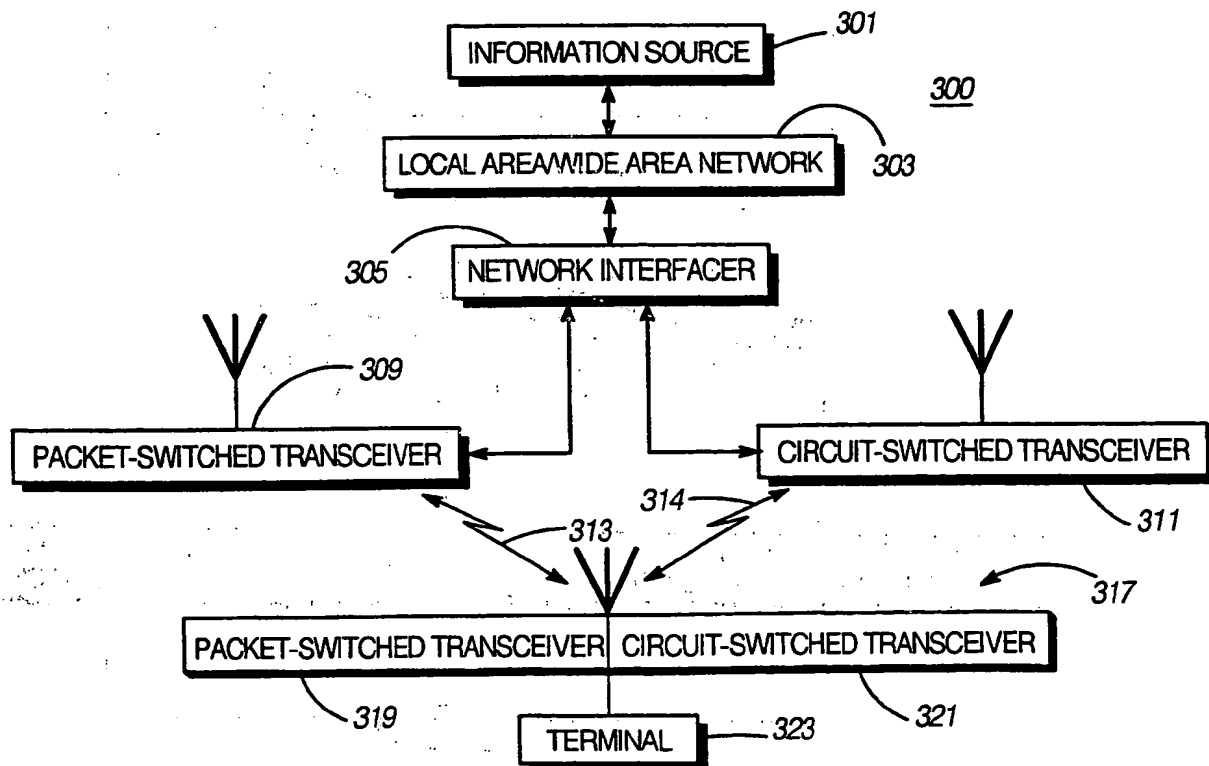 301
INFORMATION SOURCE
300
LOCAL AREA/WIDE AREA NETWORK
303
305
NETWORK INTERFACER
309
PACKET-SWITCHED TRANSCEIVER
CIRCUIT-SWITCHED TRANSCEIVER
314
313
311
317
PACKET-SWITCHED TRANSCEIVER CIRCUIT-SWITCHED TRANSCEIVER
319
321
TERMINAL
323